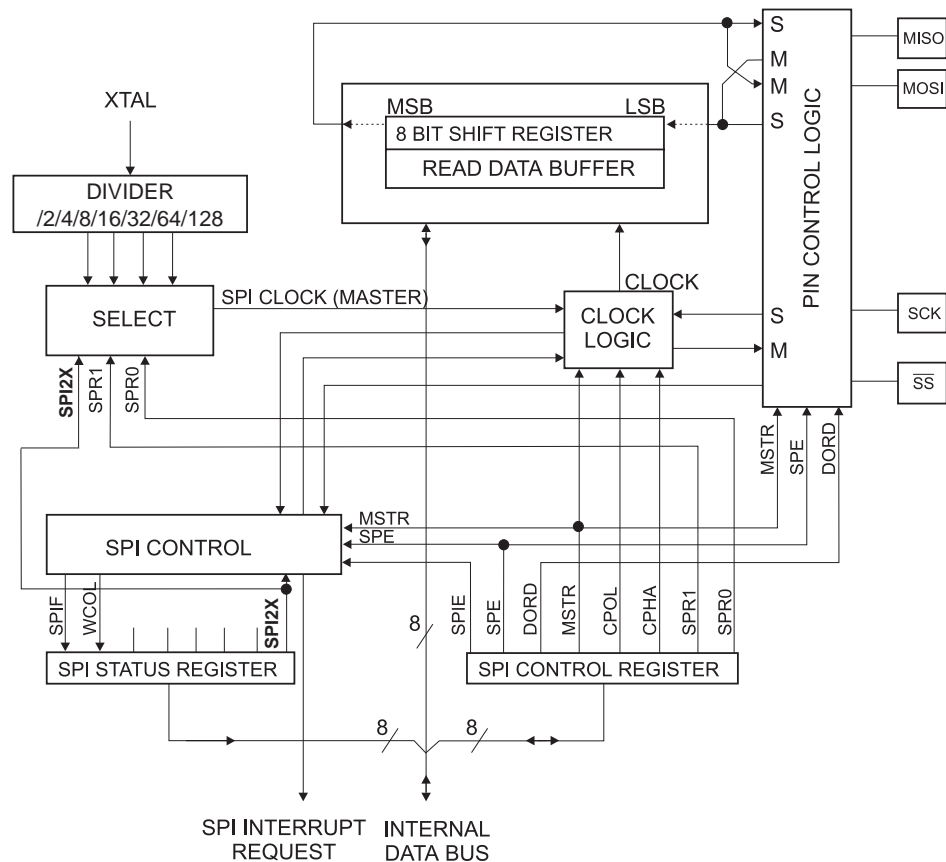 S
MISO
M
M
MOSI
XTAL
MSB
LSB
S
8 BIT SHIFT REGISTER
READ DATA BUFFER
DIVIDER
/2/4/8/16/32/64/128
PIN CONTROL LOGIC
CLOCK
SPI CLOCK (MASTER)
SELECT
CLOCK
LOGIC
S
SCK
M
SS
SPI2X
SPR1
SPR0
MSTR
SPE
DORD
MSTR
SPE
SPI CONTROL
SPIF
WCOL
SPI2X
8
SPIE
SPE
DORD
MSTR
CPOL
CPHA
SPR1
SPR0
SPI STATUS REGISTER
SPI CONTROL REGISTER
8
8
SPI INTERRUPT
REQUEST
INTERNAL
DATA BUS